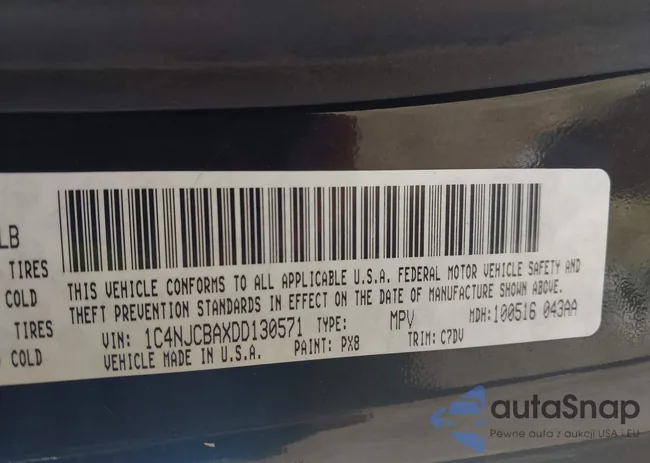 LB
TIRES
COLD
TIRES
COLD
THIS VEHICLE CONFORMS TO ALL APPLICABLE U.S.A. FEDERAL MOTOR VEHICLE SAFETY AND
THEFT PREVENTION STANDARDS IN EFFECT ON THE DATE OF MANUFACTURE SHOWN ABOVE.
VIN: 1C4NJCBAXDD130571 TYPE: MPV MDH: 100516 043AA
VEHICLE MADE IN U.S.A. PAINT: PX8 TRIM: C7DV
autaSnap
Pewne auta z aukcji USA i EU